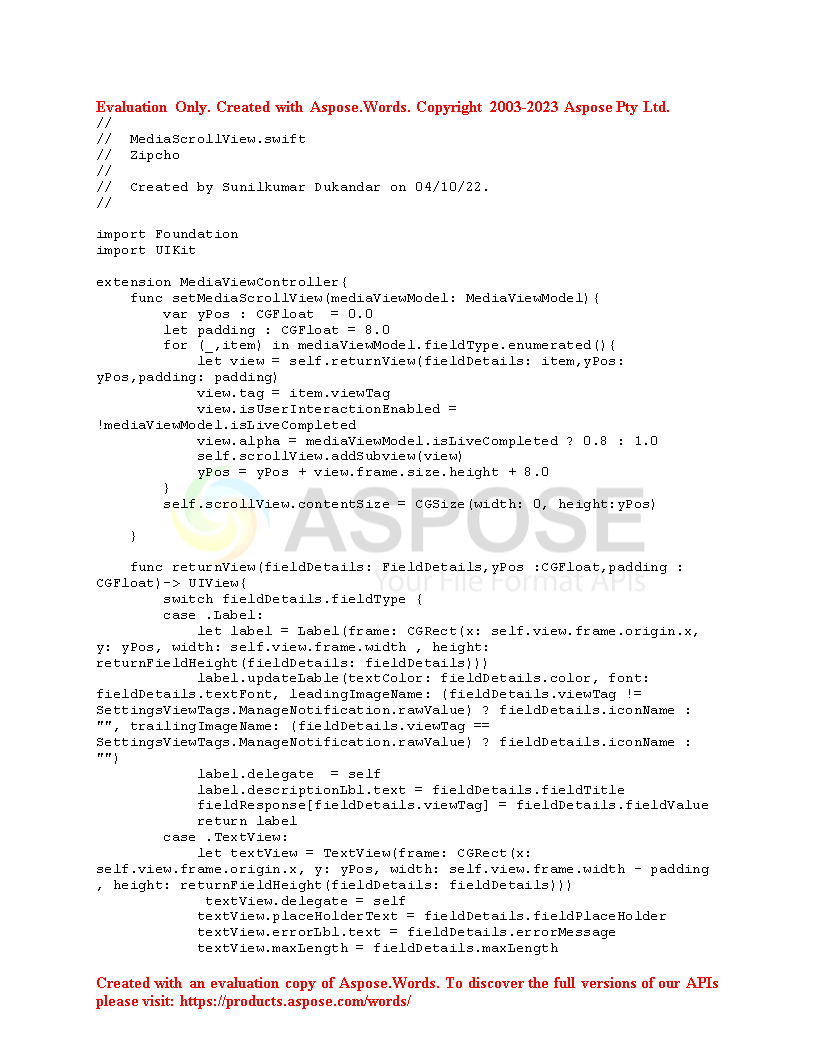 Evaluation Only. Created with Aspose.Words. Copyright 2003-2023 Aspose Pty Ltd.
//
//  MediaScrollView.swift
//  Zipcho
//
//  Created by Sunilkumar Dukandar on 04/10/22.
//
import Foundation
import UIKit
extension MediaViewController{
    func setMediaScrollView(mediaViewModel: MediaViewModel){
        var yPos : CGFloat  = 0.0
        let padding : CGFloat = 8.0
        for (_,item) in mediaViewModel.fieldType.enumerated(){
            let view = self.returnView(fieldDetails: item,yPos:
yPos,padding: padding)
            view.tag = item.viewTag
            view.isUserInteractionEnabled =
!mediaViewModel.isLiveCompleted
            view.alpha = mediaViewModel.isLiveCompleted ? 0.8 : 1.0
            self.scrollView.addSubview(view)
            yPos = yPos + view.frame.size.height + 8.0
        }
        self.scrollView.contentSize = CGSize(width: 0, height:yPos)
ASPOSE
    }
    func returnView(fieldDetails: FieldDetails,yPos :CGFloat,padding :
CGFloat)-> UIView{
Your File Format APIs
        switch fieldDetails.fieldType {
        case .Label:
            let label = Label(frame: CGRect(x: self.view.frame.origin.x,
y: yPos, width: self.view.frame.width , height:
returnFieldHeight(fieldDetails: fieldDetails)))
            label.updateLable(textColor: fieldDetails.color, font:
fieldDetails.textFont, leadingImageName: (fieldDetails.viewTag !=
SettingsViewTags.ManageNotification.rawValue) ? fieldDetails.iconName :
"", trailingImageName: (fieldDetails.viewTag ==
SettingsViewTags.ManageNotification.rawValue) ? fieldDetails.iconName :
"")
            label.delegate  = self
            label.descriptionLbl.text = fieldDetails.fieldTitle
            fieldResponse[fieldDetails.viewTag] = fieldDetails.fieldValue
            return label
        case .TextView:
            let textView = TextView(frame: CGRect(x:
self.view.frame.origin.x, y: yPos, width: self.view.frame.width - padding
, height: returnFieldHeight(fieldDetails: fieldDetails)))
             textView.delegate = self
            textView.placeHolderText = fieldDetails.fieldPlaceHolder
            textView.errorLbl.text = fieldDetails.errorMessage
            textView.maxLength = fieldDetails.maxLength
Created with an evaluation copy of Aspose.Words. To discover the full versions of our APIs
please visit: https://products.aspose.com/words/